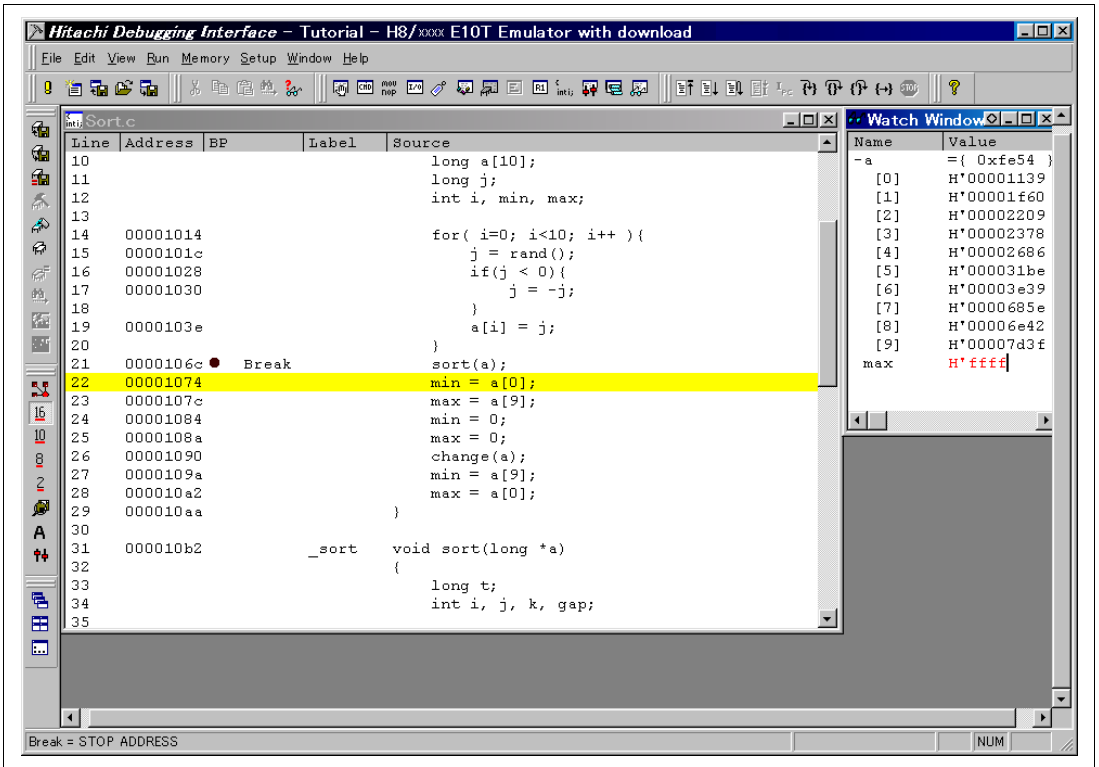 Hitachi Debugging Interface - Tutorial - H8/xxxx E10T Emulator with download
File Edit View Run Memory Setup Window Help
Sort.c
Line Address BP Label Source
10 long a[10];
11 long j;
12 int i, min, max;
13
14 00001014 for( i=0; i<10; i++ ){
15 0000101c j = rand();
16 00001028 if(j < 0){
17 00001030 j = -j;
18 }
19 0000103e a[i] = j;
20 }
21 0000106c Break sort(a);
22 00001074 min = a[0];
23 0000107c max = a[9];
24 00001084 min = 0;
25 0000108a max = 0;
26 00001090 change(a);
27 0000109a min = a[9];
28 000010a2 max = a[0];
29 000010aa }
30
31 000010b2 _sort void sort(long *a)
32 {
33 long t;
34 int i, j, k, gap;
35
Watch Window
Name Value
-a ={ 0xfe54 }
[0] H'00001139
[1] H'00001f60
[2] H'00002209
[3] H'00002378
[4] H'00002686
[5] H'000031be
[6] H'00003e39
[7] H'0000685e
[8] H'00006e42
[9] H'00007d3f
max H'ffff
16
10
8
2
A
Break = STOP ADDRESS
NUM